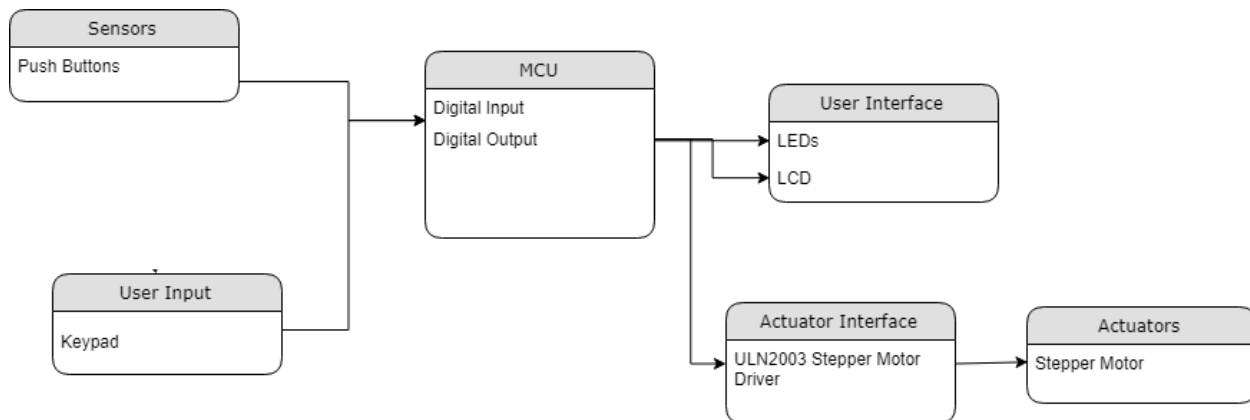 Sensors
Push Buttons
MCU
Digital Input
Digital Output
User Interface
LEDs
LCD
User Input
Keypad
Actuator Interface
ULN2003 Stepper Motor
Driver
Actuators
Stepper Motor